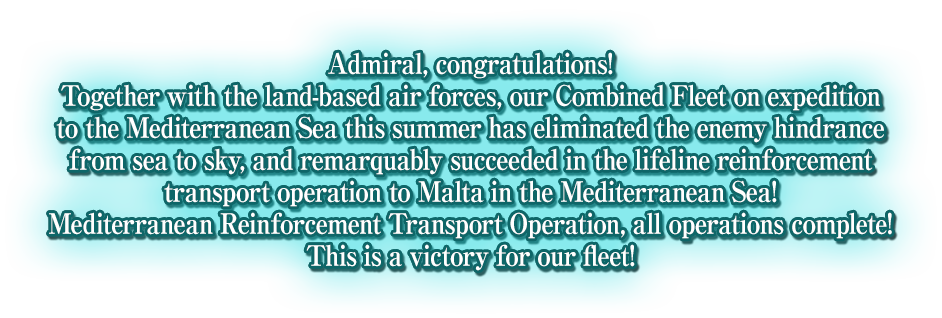 Admiral, congratulations!
Together with the land-based air forces, our Combined Fleet on expedition
to the Mediterranean Sea this summer has eliminated the enemy hindrance
from sea to sky, and remarquably succeeded in the lifeline reinforcement
transport operation to Malta in the Mediterranean Sea!
Mediterranean Reinforcement Transport Operation, all operations complete!
This is a victory for our fleet!